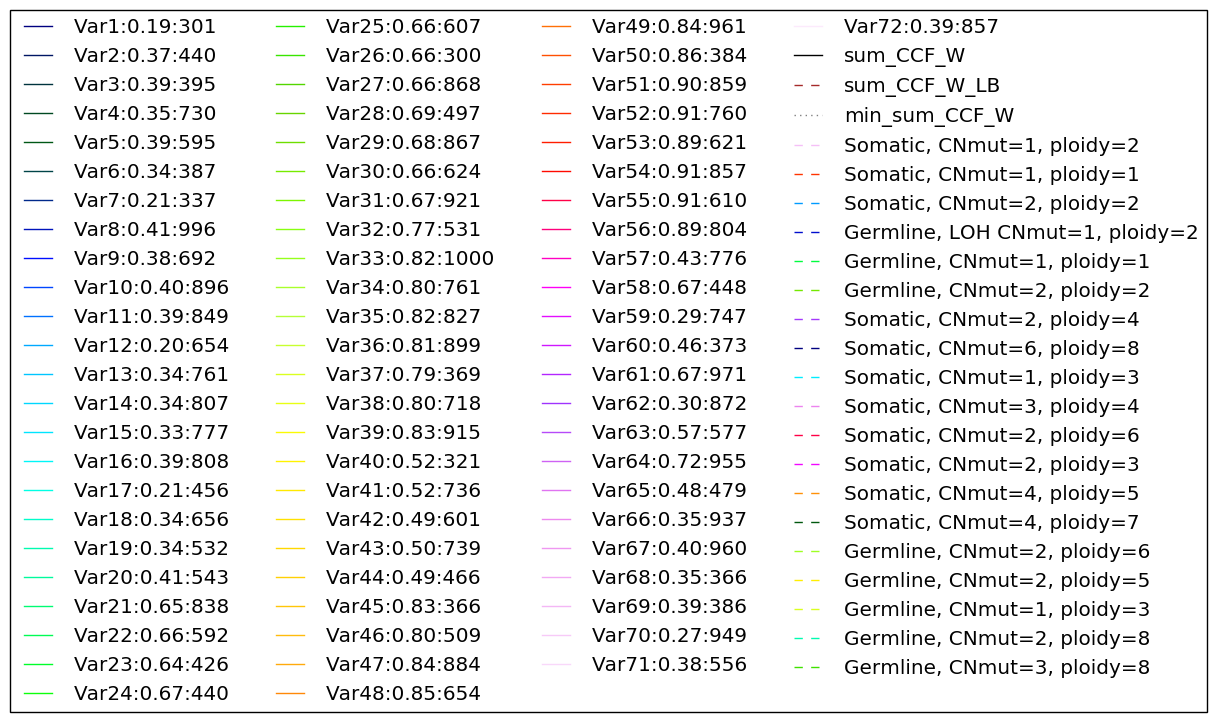 Var1:0.19:301
Var2:0.37:440
Var3:0.39:395
Var4:0.35:730
Var5:0.39:595
Var6:0.34:387
Var7:0.21:337
Var8:0.41:996
Var9:0.38:692
Var10:0.40:896
Var11:0.39:849
Var12:0.20:654
Var13:0.34:761
Var14:0.34:807
Var15:0.33:777
Var16:0.39:808
Var17:0.21:456
Var18:0.34:656
Var19:0.34:532
Var20:0.41:543
Var21:0.65:838
Var22:0.66:592
Var23:0.64:426
Var24:0.67:440
Var25:0.66:607
Var26:0.66:300
Var27:0.66:868
Var28:0.69:497
Var29:0.68:867
Var30:0.66:624
Var31:0.67:921
Var32:0.77:531
Var33:0.82:1000
Var34:0.80:761
Var35:0.82:827
Var36:0.81:899
Var37:0.79:369
Var38:0.80:718
Var39:0.83:915
Var40:0.52:321
Var41:0.52:736
Var42:0.49:601
Var43:0.50:739
Var44:0.49:466
Var45:0.83:366
Var46:0.80:509
Var47:0.84:884
Var48:0.85:654
Var49:0.84:961
Var50:0.86:384
Var51:0.90:859
Var52:0.91:760
Var53:0.89:621
Var54:0.91:857
Var55:0.91:610
Var56:0.89:804
Var57:0.43:776
Var58:0.67:448
Var59:0.29:747
Var60:0.46:373
Var61:0.67:971
Var62:0.30:872
Var63:0.57:577
Var64:0.72:955
Var65:0.48:479
Var66:0.35:937
Var67:0.40:960
Var68:0.35:366
Var69:0.39:386
Var70:0.27:949
Var71:0.38:556
Var72:0.39:857
sum_CCF_W
sum_CCF_W_LB
min_sum_CCF_W
Somatic, CNmut=1, ploidy=2
Somatic, CNmut=1, ploidy=1
Somatic, CNmut=2, ploidy=2
Germline, LOH CNmut=1, ploidy=2
Germline, CNmut=1, ploidy=1
Germline, CNmut=2, ploidy=2
Somatic, CNmut=2, ploidy=4
Somatic, CNmut=6, ploidy=8
Somatic, CNmut=1, ploidy=3
Somatic, CNmut=3, ploidy=4
Somatic, CNmut=2, ploidy=6
Somatic, CNmut=2, ploidy=3
Somatic, CNmut=4, ploidy=5
Somatic, CNmut=4, ploidy=7
Germline, CNmut=2, ploidy=6
Germline, CNmut=2, ploidy=5
Germline, CNmut=1, ploidy=3
Germline, CNmut=2, ploidy=8
Germline, CNmut=3, ploidy=8